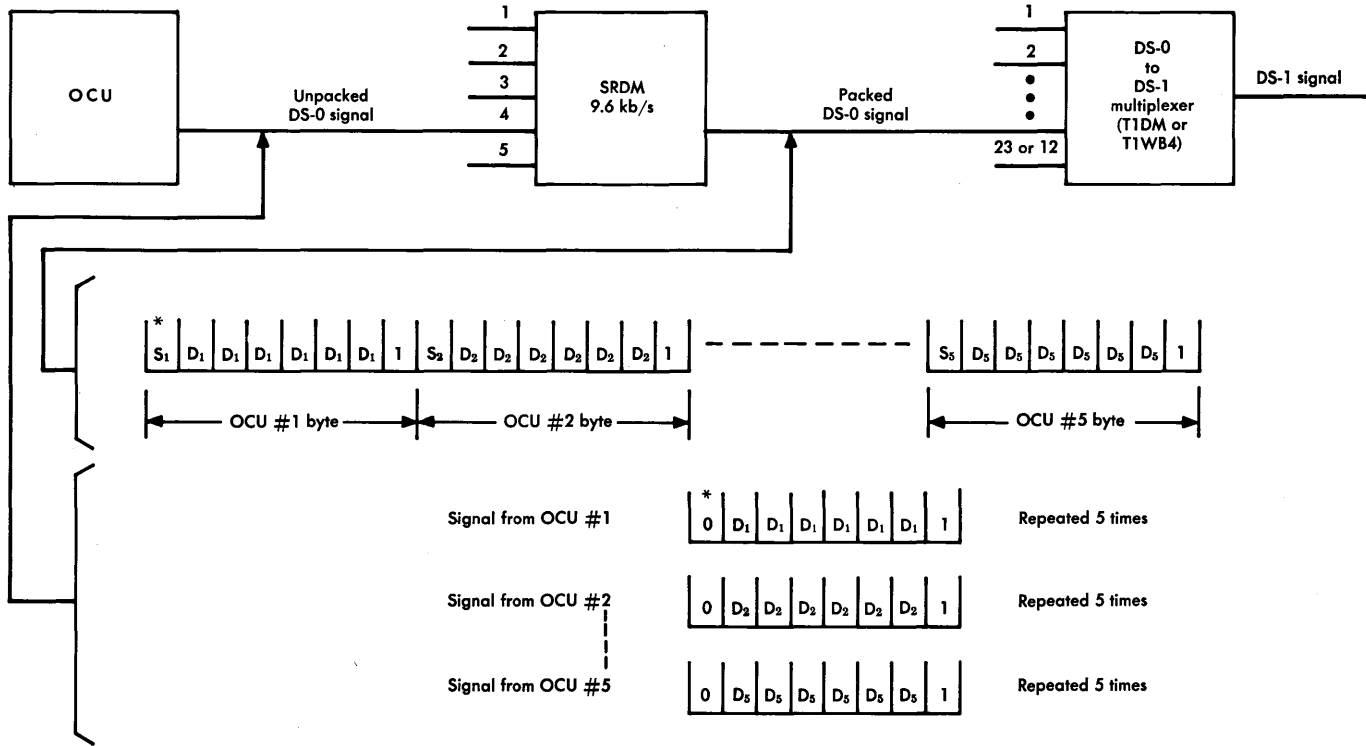 OCU
Unpacked
DS-0 signal
1
2
3
4
5
SRDM
9.6 kb/s
Packed
DS-0 signal
1
2
23 or 12
DS-0
to
DS-1
multiplexer
(T1DM or
T1WB4)
DS-1 signal
*
S₁ D₁ D₁ D₁ D₁ D₁ D₁ 1 S₂ D₂ D₂ D₂ D₂ D₂ D₂ 1 S₅ D₅ D₅ D₅ D₅ D₅ D₅ 1
OCU #1 byte
OCU #2 byte
OCU #5 byte
*
Signal from OCU #1 0 D₁ D₁ D₁ D₁ D₁ D₁ 1 Repeated 5 times
Signal from OCU #2 0 D₂ D₂ D₂ D₂ D₂ D₂ 1 Repeated 5 times
Signal from OCU #5 0 D₅ D₅ D₅ D₅ D₅ D₅ 1 Repeated 5 times